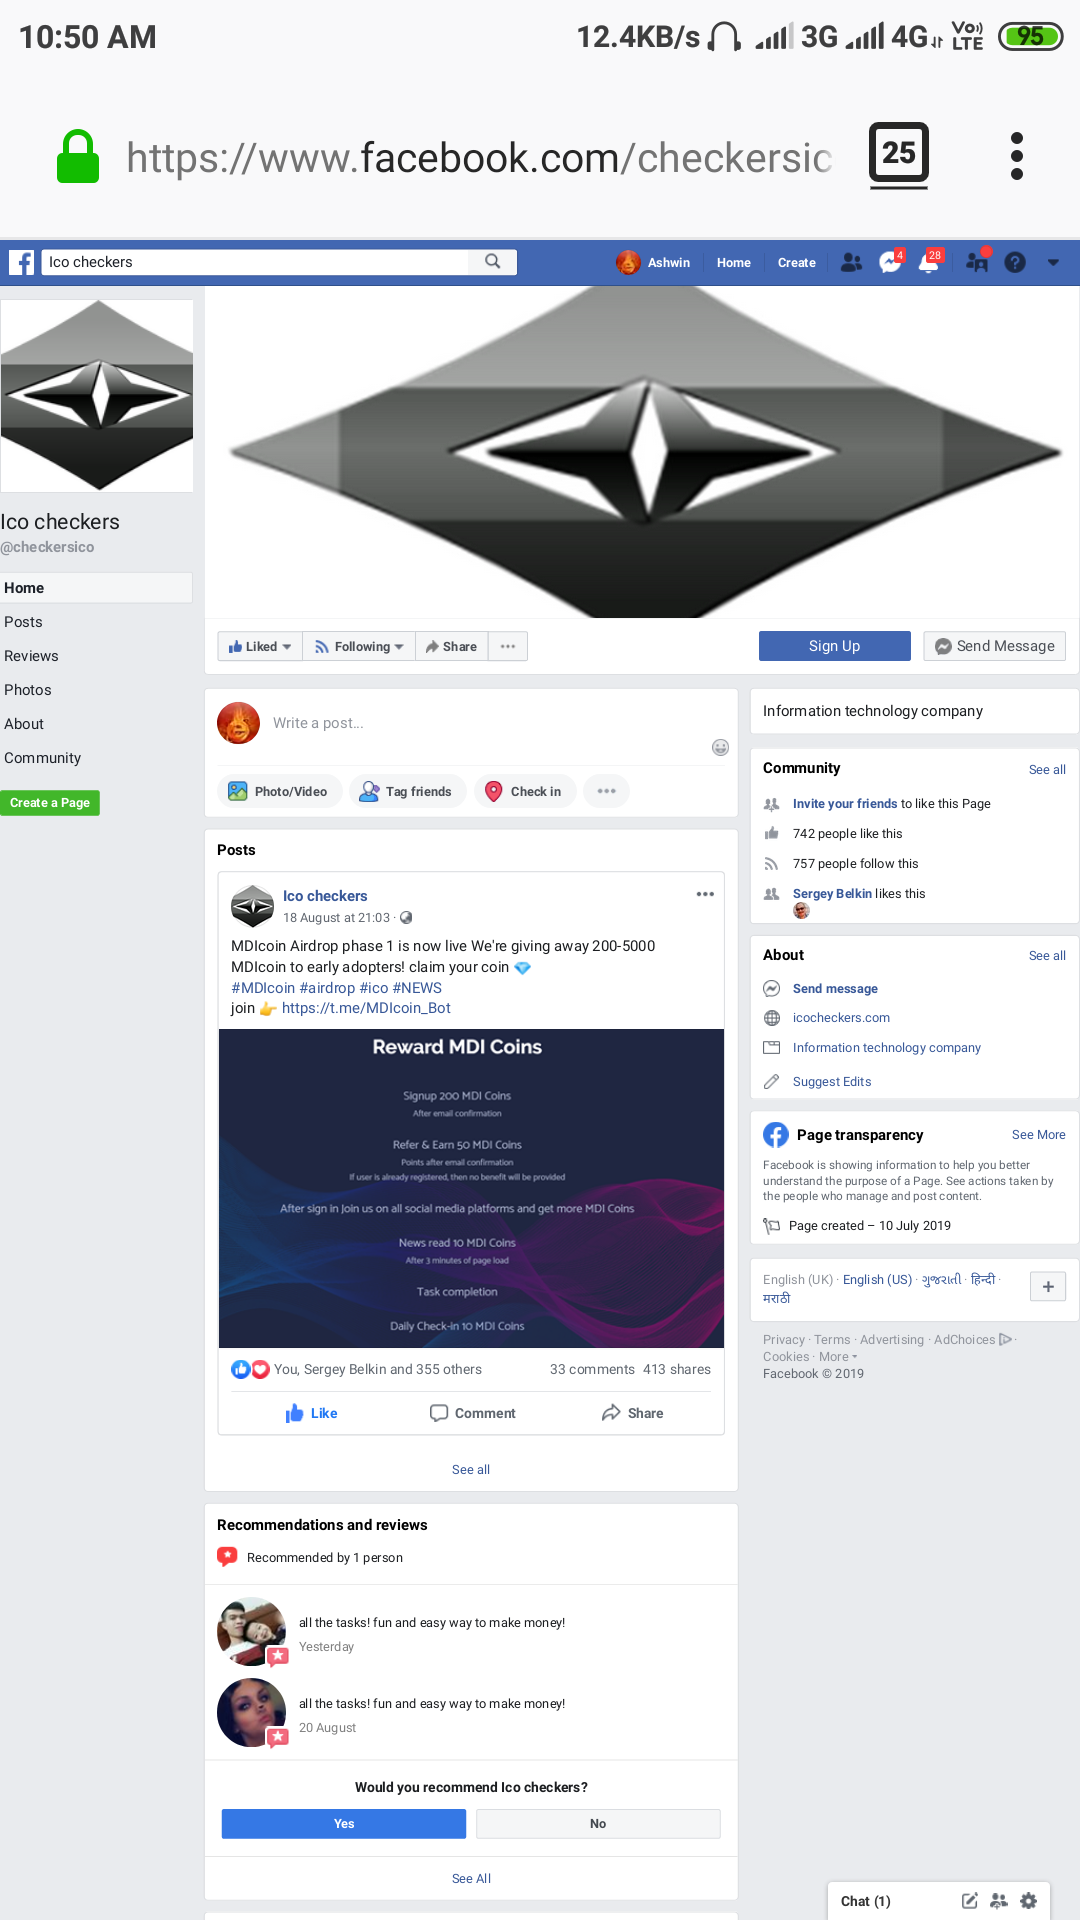 10:50 AM
12.4KB/s 3G 4G Vo) LTE 95
https://www.facebook.com/checkersic
25
Ico checkers
Ashwin Home Create 4 28
Ico checkers
@checkersico
Home
Posts
Reviews
Photos
About
Community
Create a Page
Liked Following Share
Sign Up Send Message
Write a post...
Photo/Video Tag friends Check in
Posts
Ico checkers
18 August at 21:03 ·
MDIcoin Airdrop phase 1 is now live We're giving away 200-5000
MDIcoin to early adopters! claim your coin 💎
#MDIcoin #airdrop #ico #NEWS
join 👉 https://t.me/MDIcoin_Bot
Reward MDI Coins
Signup 200 MDI Coins
After email confirmation
Refer & Earn 50 MDI Coins
Points after email confirmation
If user is already registered, then no benefit will be provided
After sign in Join us on all social media platforms and get more MDI Coins
News read 10 MDI Coins
After 3 minutes of page load
Task completion
Daily Check-in 10 MDI Coins
You, Sergey Belkin and 355 others 33 comments 413 shares
Like Comment Share
See all
Recommendations and reviews
Recommended by 1 person
all the tasks! fun and easy way to make money!
Yesterday
all the tasks! fun and easy way to make money!
20 August
Would you recommend Ico checkers?
Yes No
See All
Information technology company
Community See all
Invite your friends to like this Page
742 people like this
757 people follow this
Sergey Belkin likes this
About See all
Send message
icocheckers.com
Information technology company
Suggest Edits
Page transparency See More
Facebook is showing information to help you better
understand the purpose of a Page. See actions taken by
the people who manage and post content.
Page created – 10 July 2019
English (UK) · English (US) · ગુજરાતી · हिन्दी ·
मराठी
Privacy · Terms · Advertising · AdChoices ·
Cookies · More
Facebook © 2019
Chat (1)